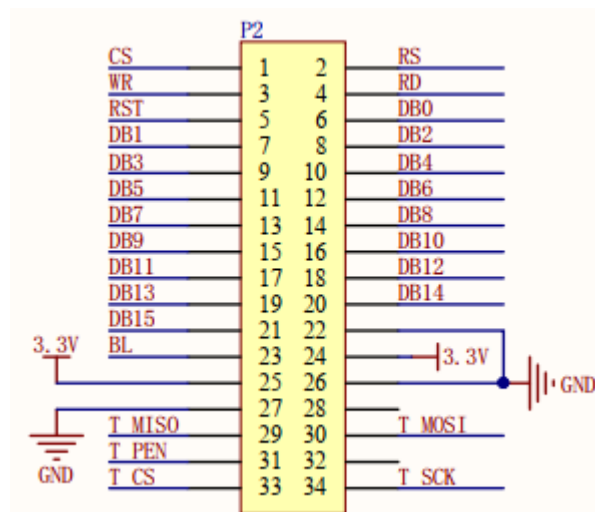 P2
CS 1 2 RS
WR 3 4 RD
RST 5 6 DB0
DB1 7 8 DB2
DB3 9 10 DB4
DB5 11 12 DB6
DB7 13 14 DB8
DB9 15 16 DB10
DB11 17 18 DB12
DB13 19 20 DB14
DB15 21 22
3.3V BL 23 24 3.3V
25 26 GND
27 28
T_MISO 29 30 T_MOSI
T_PEN 31 32
GND T_CS 33 34 T_SCK